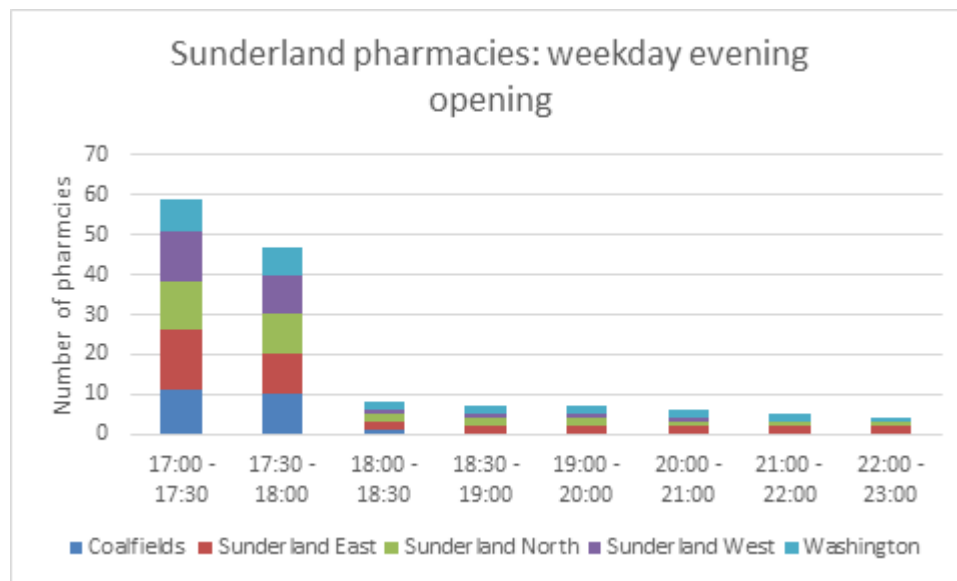 Sunderland pharmacies: weekday evening
opening
Number of pharmcies
70
60
50
40
30
20
10
0
17:00 - 17:30 - 18:00 - 18:30 - 19:00 - 20:00 - 21:00 - 22:00 -
17:30 18:00 18:30 19:00 20:00 21:00 22:00 23:00
Coalfields Sunderland East Sunderland North Sunderland West Washington